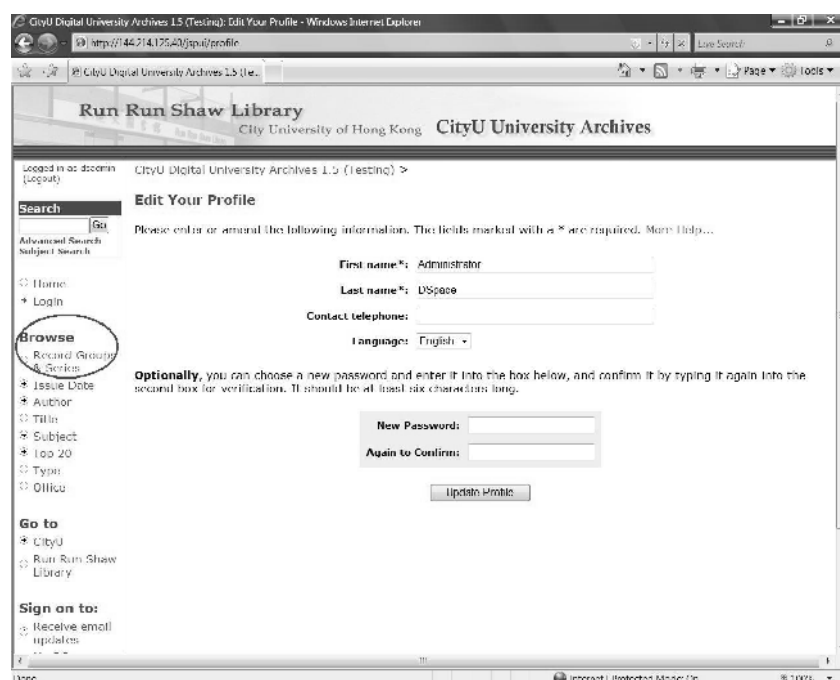 CityU Digital University Archives 1.5 (Testing): Edit Your Profile - Windows Internet Explorer
http://144.214.125.40/jspui/profile
Live Search
CityU Digital University Archives 1.5 (Te...
Page
Tools
Run Run Shaw Library
City University of Hong Kong
CityU University Archives
Logged in as dsadmin
(Logout)
CityU Digital University Archives 1.5 (Testing) >
Search
Go
Advanced Search
Subject Search
Home
Login
Browse
Record Groups
& Series
Issue Date
Author
Title
Subject
Top 20
Type
Office
Go to
CityU
Run Run Shaw
Library
Sign on to:
Receive email
updates
Edit Your Profile
Please enter or amend the following information. The fields marked with a * are required. More Help...
First name*: Administrator
Last name*: DSpace
Contact telephone:
Language: English
Optionally, you can choose a new password and enter it into the box below, and confirm it by typing it again into the
second box for verification. It should be at least six characters long.
New Password:
Again to Confirm:
Update Profile
Done
Internet | Protected Mode: On
100%